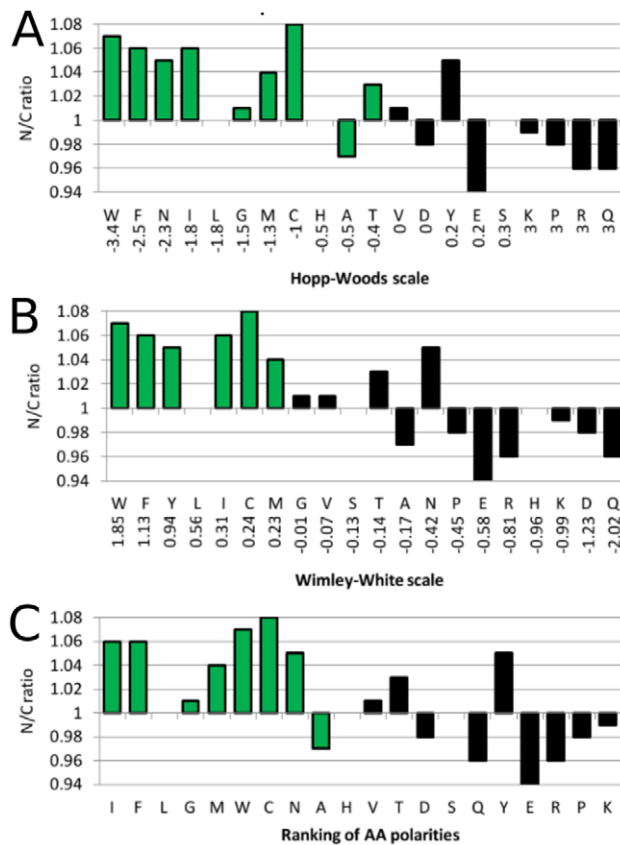 A
1.08
1.06
1.04
1.02
1
0.98
0.96
0.94
N/C ratio
W F N I L G M C H A T V D Y E S K P R Q
-3.4 -2.5 -2.3 -1.8 -1.8 -1.5 -1.3 -1 -0.5 -0.5 -0.4 0 0 0.2 0.2 0.3 3 3 3 3
Hopp-Woods scale
B
1.08
1.06
1.04
1.02
1
0.98
0.96
0.94
N/C ratio
W F Y L I C M G V S T A N P E R H K D Q
1.85 1.13 0.94 0.56 0.31 0.24 0.23 -0.01 -0.07 -0.13 -0.14 -0.17 -0.42 -0.45 -0.58 -0.81 -0.96 -0.99 -1.23 -2.02
Wimley-White scale
C
1.08
1.06
1.04
1.02
1
0.98
0.96
0.94
N/C ratio
I F L G M W C N A H V T D S Q Y E R P K
Ranking of AA polarities